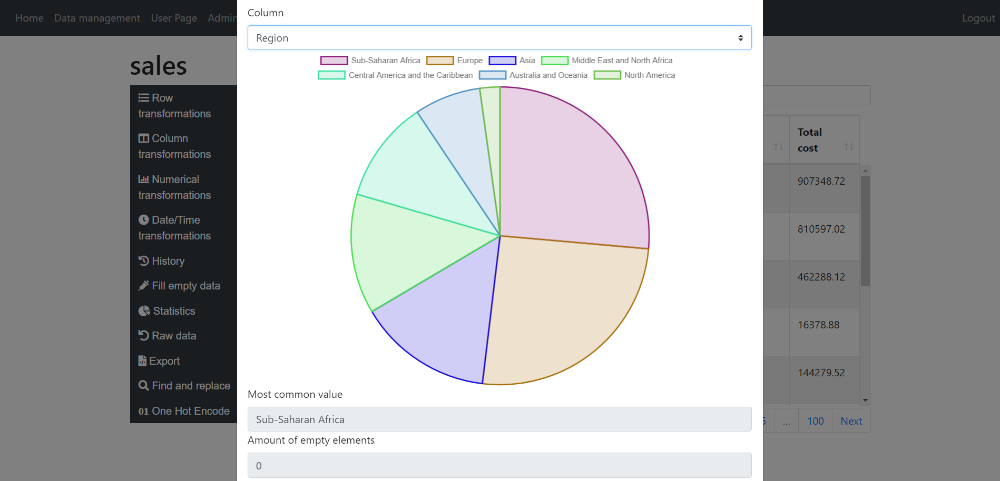 Home Data management User Page Admin
Logout
sales
Row
transformations
Column
transformations
Numerical
transformations
Date/Time
transformations
History
Fill empty data
Statistics
Raw data
Export
Find and replace
01 One Hot Encode
Column
Region
Sub-Saharan Africa Europe Asia Middle East and North Africa
Central America and the Caribbean Australia and Oceania North America
Most common value
Sub-Saharan Africa
Amount of empty elements
0
Total
cost
907348.72
810597.02
462288.12
16378.88
144279.52
... 100 Next